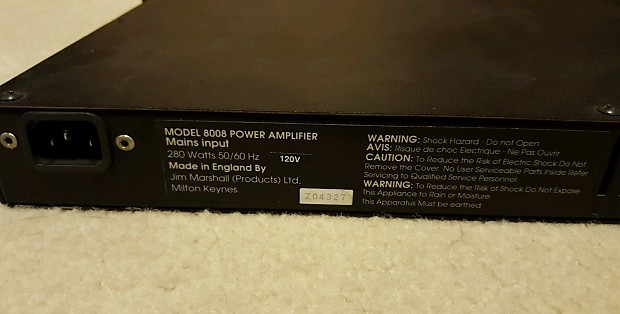 MODEL 8008 POWER AMPLIFIER
Mains input
280 Watts 50/60 Hz 120V
Made in England By
Jim Marshall (Products) Ltd.
Milton Keynes.
Z04327
WARNING: Shock Hazard - Do not Open
AVIS: Risque de choc Electrique - Ne Pas Ouvrir
CAUTION: To Reduce the Risk of Electric Shock Do Not
Remove the Cover. No User Serviceable Parts Inside Refer
Servicing to Qualified Service Personnel
WARNING: To Reduce the Risk of Shock Do Not Expose
This Appliance to Rain or Moisture.
This Apparatus Must be earthed